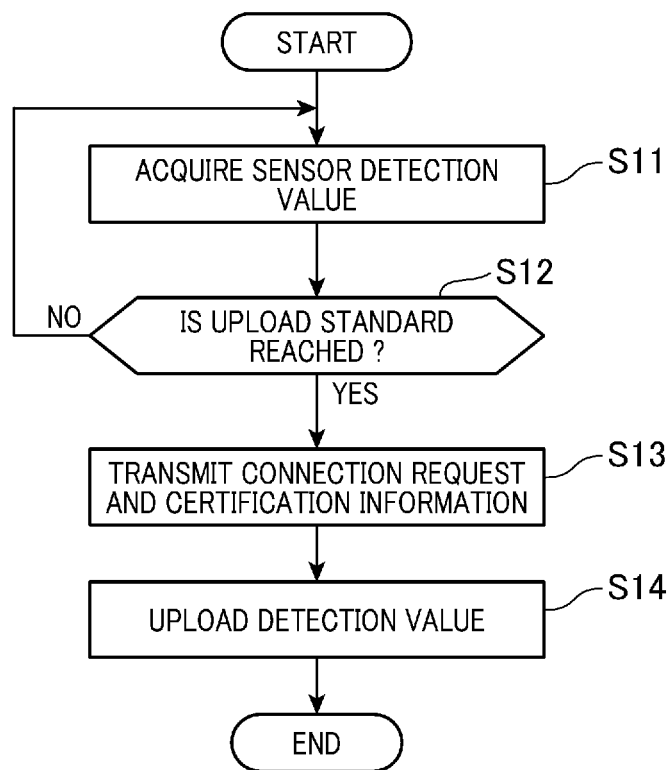 START
ACQUIRE SENSOR DETECTION
VALUE
S11
S12
IS UPLOAD STANDARD
REACHED ?
NO
YES
TRANSMIT CONNECTION REQUEST
AND CERTIFICATION INFORMATION
S13
UPLOAD DETECTION VALUE
S14
END